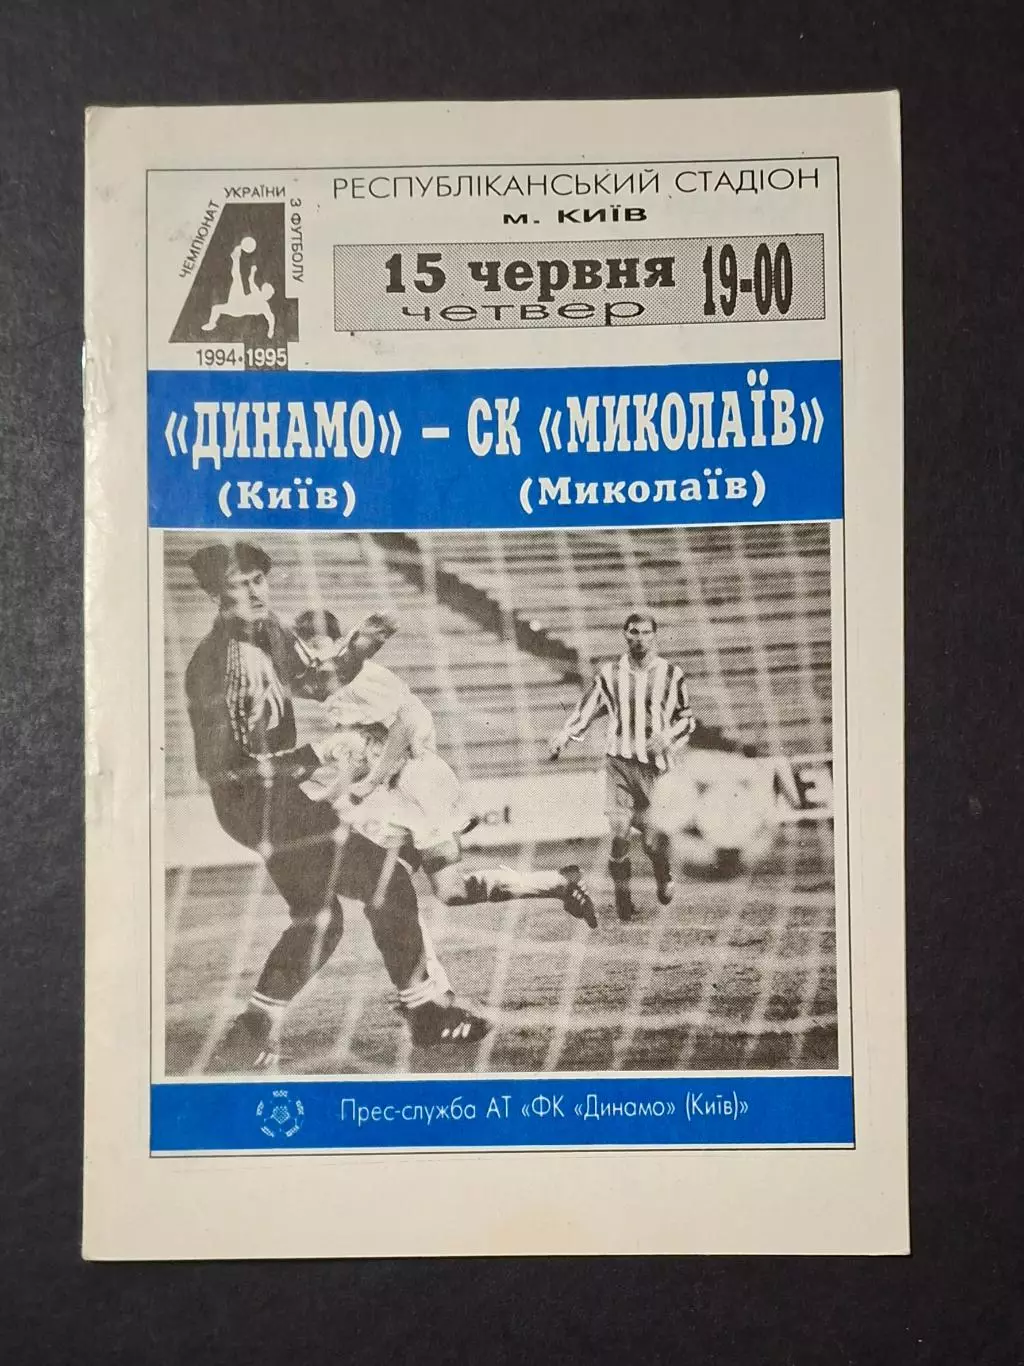 ЧЕМПІОНАТ УКРАЇНИ З ФУТБОЛУ
4
1994·1995
РЕСПУБЛІКАНСЬКИЙ СТАДІОН
м. КИЇВ
15 червня
четвер
19-00
«ДИНАМО» – СК «МИКОЛАЇВ»
(Київ) (Миколаїв)
Прес-служба АТ «ФК «Динамо» (Київ)»